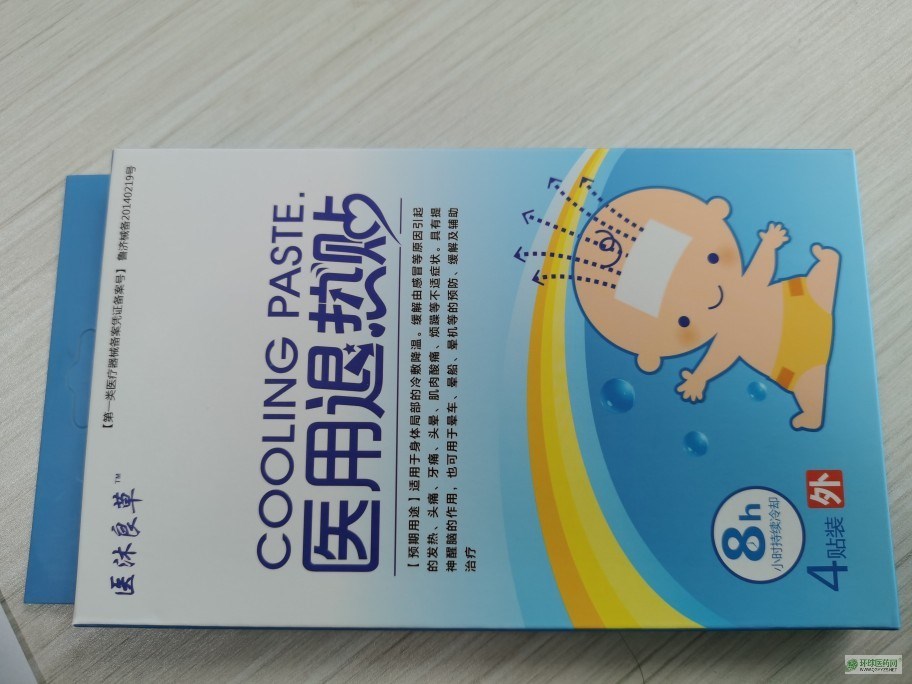 【第一类医疗器械备案凭证备案号】 鲁济械备20140219号
医沐良草™
COOLING PASTE.
医用退热贴
【预期用途】适用于身体局部的冷敷降温。缓解由感冒等原因引起
的发热、头痛、牙痛、头晕、肌肉酸痛、烦躁等不适症状。具有提
神醒脑的作用，也可用于晕车、晕船、晕机等的预防、缓解及辅助
治疗
8h
小时持续冷却
4贴装 外
环球医药网